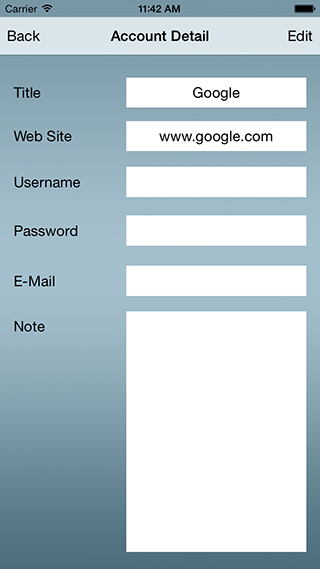 Carrier 11:42 AM
Back Account Detail Edit
Title Google
Web Site www.google.com
Username
Password
E-Mail
Note